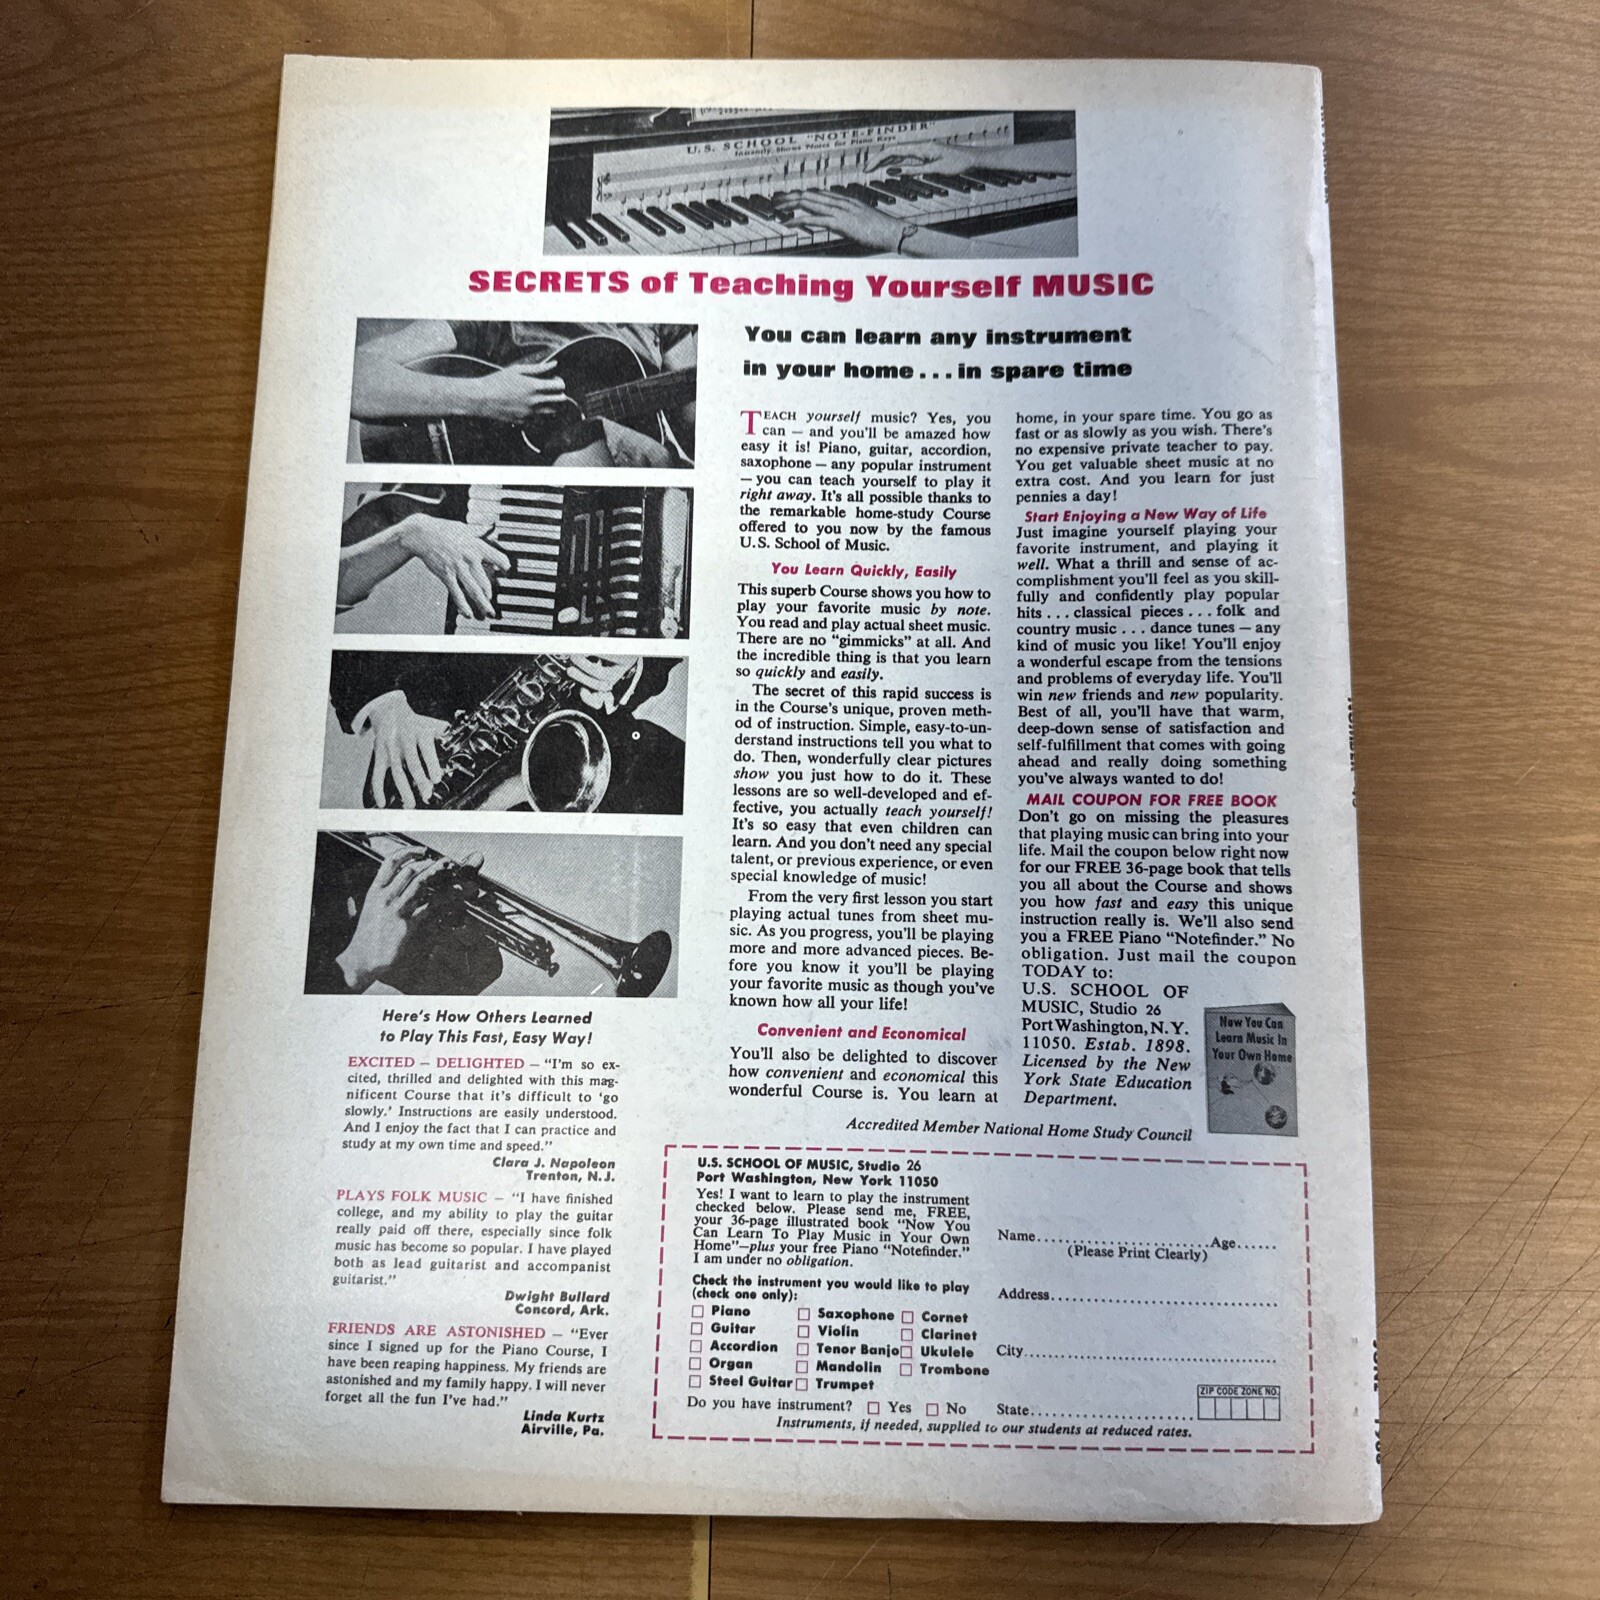 U.S. SCHOOL "NOTE-FINDER"
Instantly Shows Notes for Piano Keys
SECRETS of Teaching Yourself MUSIC
You can learn any instrument
in your home...in spare time
TEACH yourself music? Yes, you
can — and you'll be amazed how
easy it is! Piano, guitar, accordion,
saxophone — any popular instrument
— you can teach yourself to play it
right away. It's all possible thanks to
the remarkable home-study Course
offered to you now by the famous
U.S. School of Music.
You Learn Quickly, Easily
This superb Course shows you how to
play your favorite music by note.
You read and play actual sheet music.
There are no "gimmicks" at all. And
the incredible thing is that you learn
so quickly and easily.
The secret of this rapid success is
in the Course's unique, proven meth-
od of instruction. Simple, easy-to-un-
derstand instructions tell you what to
do. Then, wonderfully clear pictures
show you just how to do it. These
lessons are so well-developed and ef-
fective, you actually teach yourself!
It's so easy that even children can
learn. And you don't need any special
talent, or previous experience, or even
special knowledge of music!
From the very first lesson you start
playing actual tunes from sheet mu-
sic. As you progress, you'll be playing
more and more advanced pieces. Be-
fore you know it you'll be playing
your favorite music as though you've
known how all your life!
Convenient and Economical
You'll also be delighted to discover
how convenient and economical this
wonderful Course is. You learn at
home, in your spare time. You go as
fast or as slowly as you wish. There's
no expensive private teacher to pay.
You get valuable sheet music at no
extra cost. And you learn for just
pennies a day!
Start Enjoying a New Way of Life
Just imagine yourself playing your
favorite instrument, and playing it
well. What a thrill and sense of ac-
complishment you'll feel as you skill-
fully and confidently play popular
hits . . . classical pieces . . . folk and
country music . . . dance tunes — any
kind of music you like! You'll enjoy
a wonderful escape from the tensions
and problems of everyday life. You'll
win new friends and new popularity.
Best of all, you'll have that warm,
deep-down sense of satisfaction and
self-fulfillment that comes with going
ahead and really doing something
you've always wanted to do!
MAIL COUPON FOR FREE BOOK
Don't go on missing the pleasures
that playing music can bring into your
life. Mail the coupon below right now
for our FREE 36-page book that tells
you all about the Course and shows
you how fast and easy this unique
instruction really is. We'll also send
you a FREE Piano "Notefinder." No
obligation. Just mail the coupon
TODAY to:
U.S. SCHOOL OF
MUSIC, Studio 26
Port Washington, N.Y.
11050. Estab. 1898.
Licensed by the New
York State Education
Department.
Now You Can
Learn Music In
Your Own Home
Accredited Member National Home Study Council
Here's How Others Learned
to Play This Fast, Easy Way!
EXCITED — DELIGHTED — "I'm so ex-
cited, thrilled and delighted with this mag-
nificent Course that it's difficult to 'go
slowly.' Instructions are easily understood.
And I enjoy the fact that I can practice and
study at my own time and speed."
Clara J. Napoleon
Trenton, N.J.
PLAYS FOLK MUSIC — "I have finished
college, and my ability to play the guitar
really paid off there, especially since folk
music has become so popular. I have played
both as lead guitarist and accompanist
guitarist."
Dwight Bullard
Concord, Ark.
FRIENDS ARE ASTONISHED — "Ever
since I signed up for the Piano Course, I
have been reaping happiness. My friends are
astonished and my family happy. I will never
forget all the fun I've had."
Linda Kurtz
Airville, Pa.
U.S. SCHOOL OF MUSIC, Studio 26
Port Washington, New York 11050
Yes! I want to learn to play the instrument
checked below. Please send me, FREE,
your 36-page illustrated book "Now You
Can Learn To Play Music in Your Own
Home"—plus your free Piano "Notefinder."
I am under no obligation.
Check the instrument you would like to play
(check one only):
Piano Saxophone Cornet
Guitar Violin Clarinet
Accordion Tenor Banjo Ukulele
Organ Mandolin Trombone
Steel Guitar Trumpet
Do you have instrument? Yes No
Name..........................Age......
(Please Print Clearly)
Address..........................
City..........................
ZIP CODE ZONE NO.
State..........................
Instruments, if needed, supplied to our students at reduced rates.